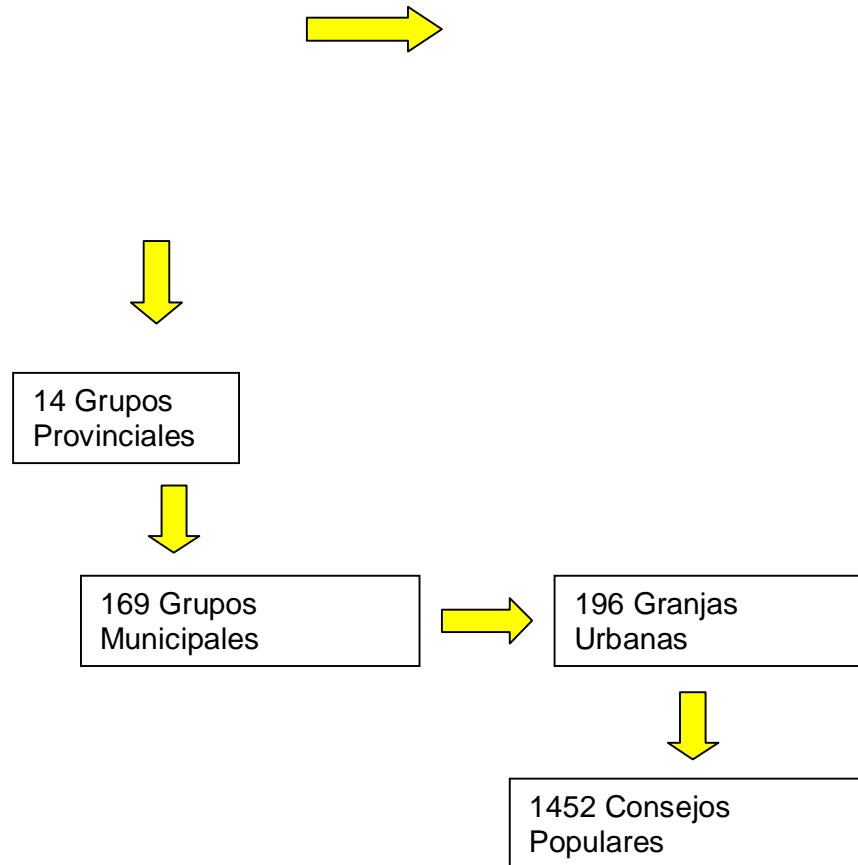 14 Grupos
Provinciales
169 Grupos
Municipales
196 Granjas
Urbanas
1452 Consejos
Populares